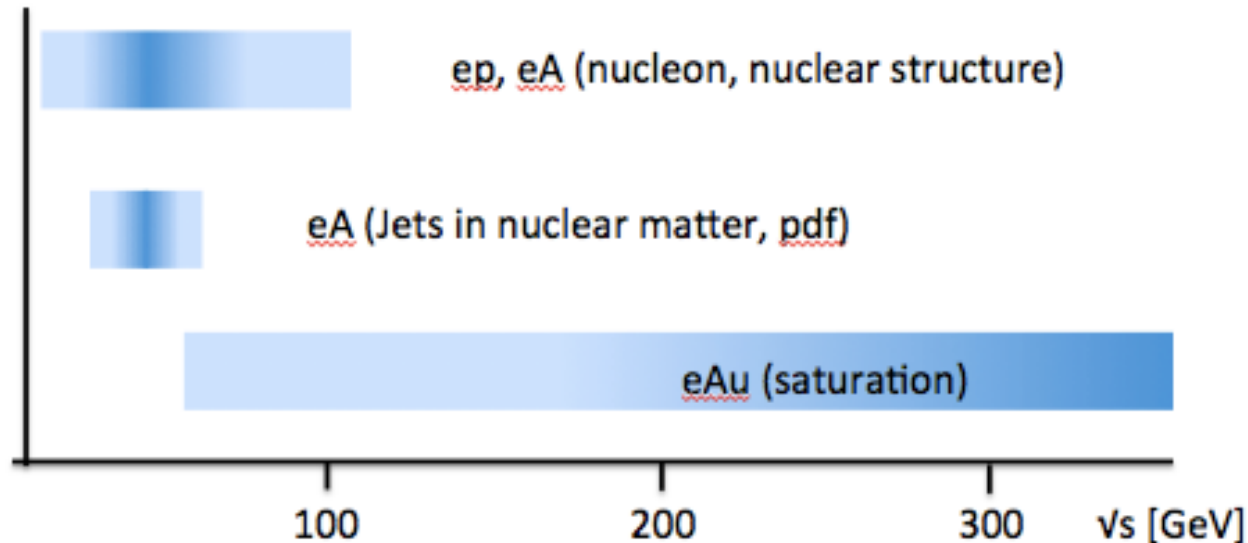 ep, eA (nucleon, nuclear structure)
eA (Jets in nuclear matter, pdf)
eAu (saturation)
100 200 300 √s [GeV]